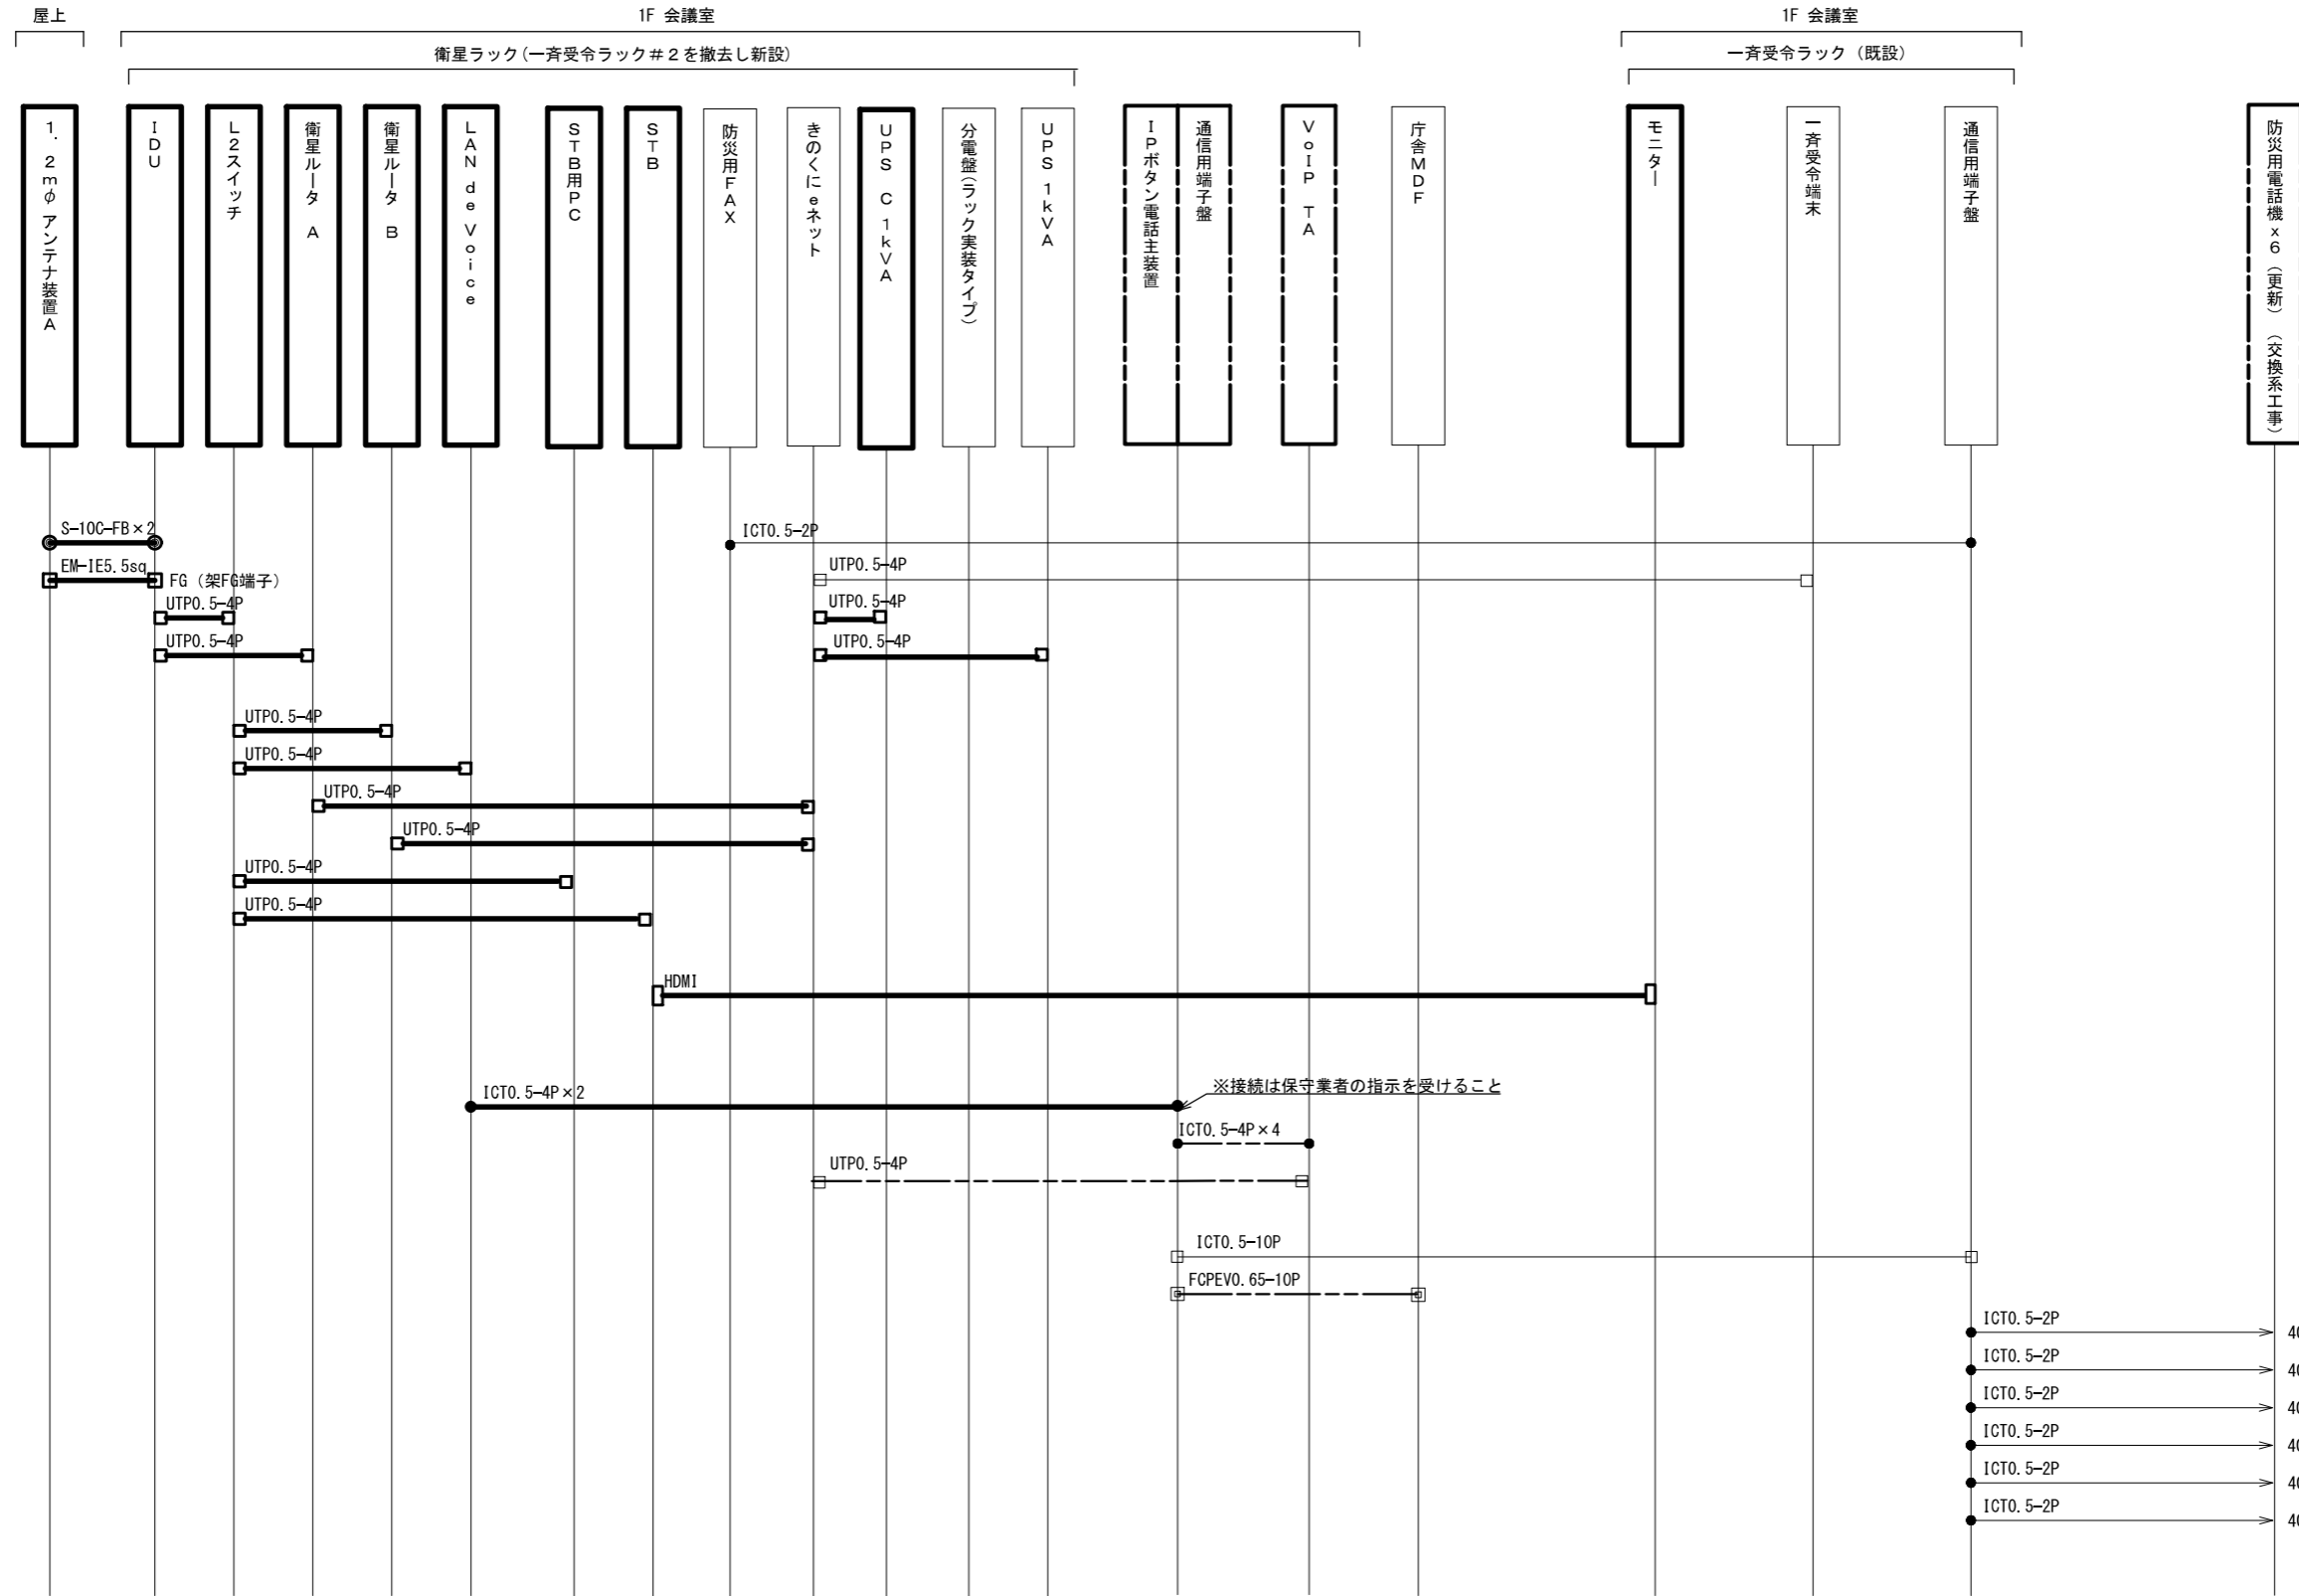 屋上
1F 会議室
1F 会議室
衛星ラック(一斉受令ラック＃２を撤去し新設)
一斉受令ラック（既設）
１．２ｍφ アンテナ装置Ａ
ＩＤＵ
Ｌ２スイッチ
衛星ルータ Ａ
衛星ルータ Ｂ
ＬＡＮ ｄｅ Ｖｏｉｃｅ
ＳＴＢ用ＰＣ
ＳＴＢ
防災用ＦＡＸ
きのくにｅネット
ＵＰＳ Ｃ １ｋＶＡ
分電盤（ラック実装タイプ）
ＵＰＳ １ｋＶＡ
ＩＰボタン電話主装置
通信用端子盤
ＶｏＩＰ ＴＡ
庁舎ＭＤＦ
モニター
一斉受令端末
通信用端子盤
防災用電話機ｘ６（更新）（交換系工事）
S-10C-FB×2
ICT0.5-2P
EM-IE5.5sq
FG（架FG端子）
UTP0.5-4P
UTP0.5-4P
UTP0.5-4P
UTP0.5-4P
UTP0.5-4P
UTP0.5-4P
UTP0.5-4P
UTP0.5-4P
UTP0.5-4P
UTP0.5-4P
UTP0.5-4P
HDMI
ICT0.5-4P×2
※接続は保守業者の指示を受けること
ICT0.5-4P×4
UTP0.5-4P
ICT0.5-10P
FCPEV0.65-10P
ICT0.5-2P
ICT0.5-2P
ICT0.5-2P
ICT0.5-2P
ICT0.5-2P
ICT0.5-2P